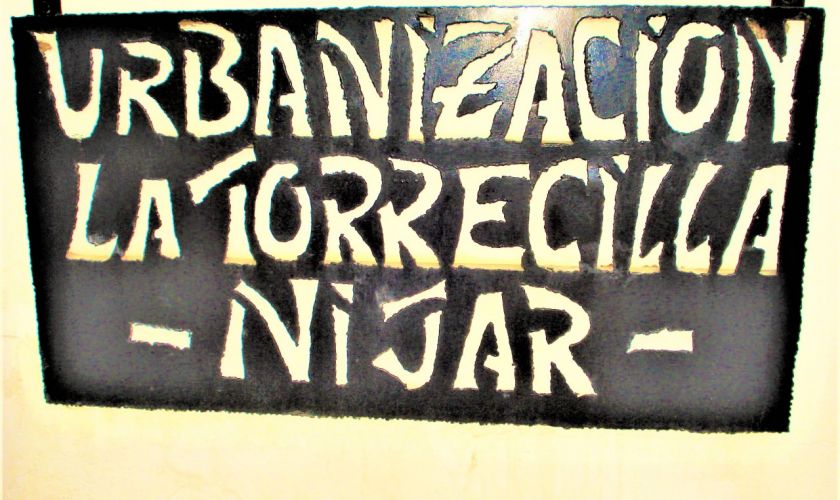 URBANIZACION
LA TORRECILLA
- NIJAR -